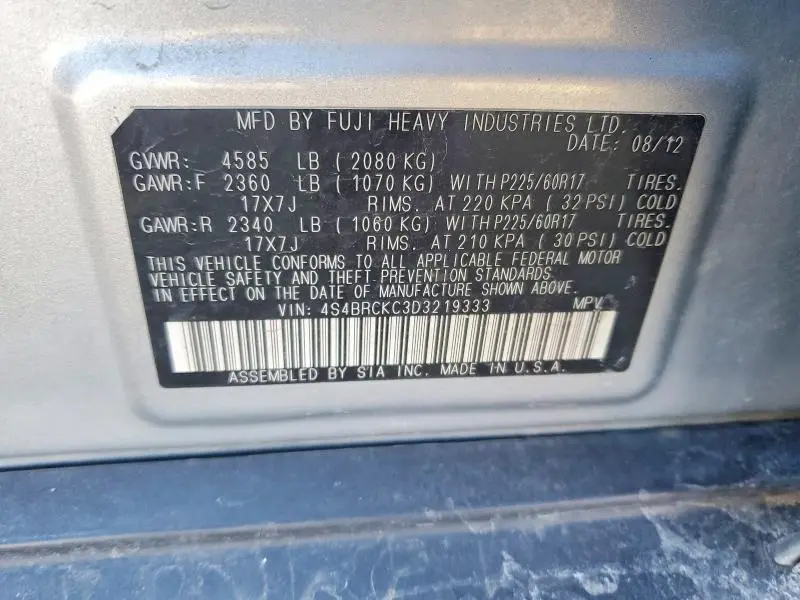 MFD BY FUJI HEAVY INDUSTRIES LTD.
DATE: 08/12
GVWR: 4585 LB ( 2080 KG)
GAWR:F 2360 LB ( 1070 KG) WITH P225/60R17 TIRES.
17X7J RIMS. AT 220 KPA ( 32 PSI) COLD
GAWR:R 2340 LB ( 1060 KG) WITH P225/60R17 TIRES.
17X7J RIMS. AT 210 KPA ( 30 PSI) COLD
THIS VEHICLE CONFORMS TO ALL APPLICABLE FEDERAL MOTOR
VEHICLE SAFETY AND THEFT PREVENTION STANDARDS
IN EFFECT ON THE DATE OF MANUFACTURE SHOWN ABOVE.
VIN: 4S4BRCKC3D3219333 MPV
ASSEMBLED BY SIA INC. MADE IN U.S.A.